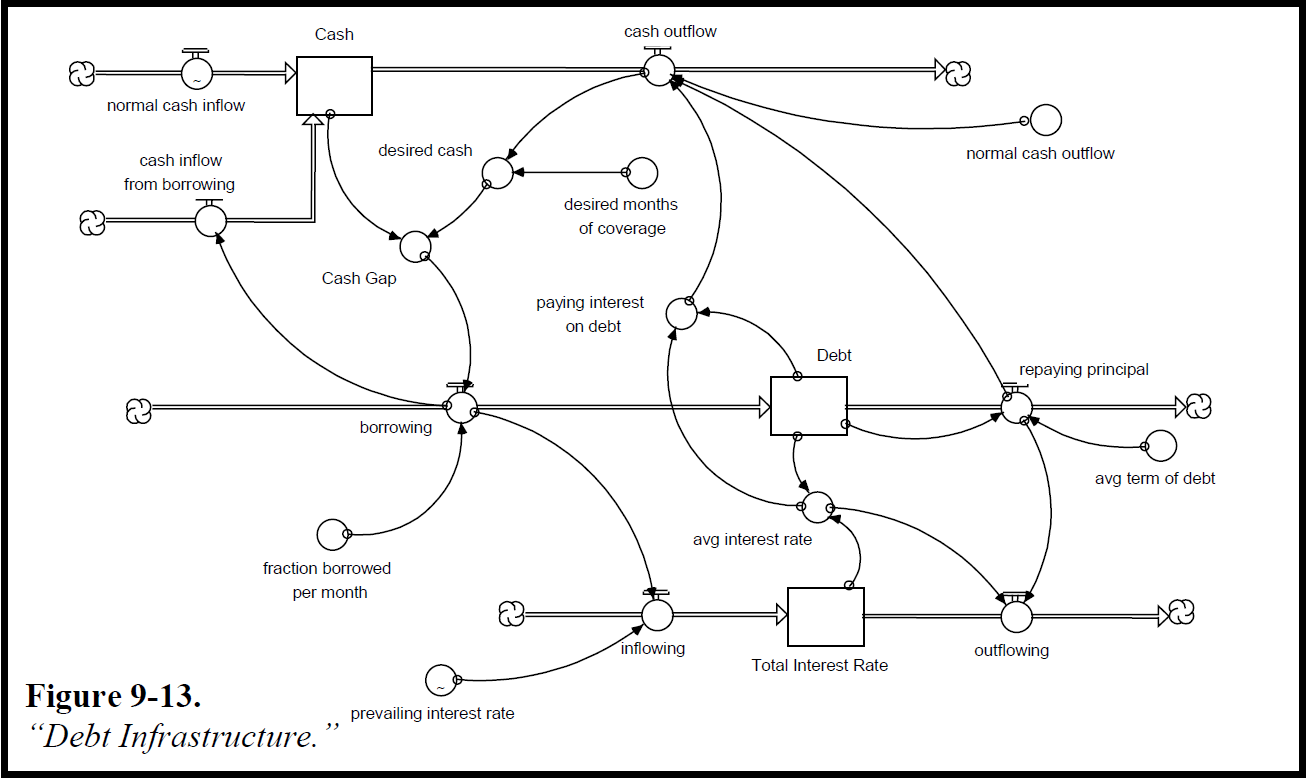 Cash
cash outflow
normal cash inflow
desired cash
normal cash outflow
cash inflow
from borrowing
desired months
of coverage
Cash Gap
paying interest
on debt
Debt
repaying principal
borrowing
avg term of debt
avg interest rate
fraction borrowed
per month
inflowing
outflowing
Total Interest Rate
prevailing interest rate
Figure 9-13.
“Debt Infrastructure.”
~
~